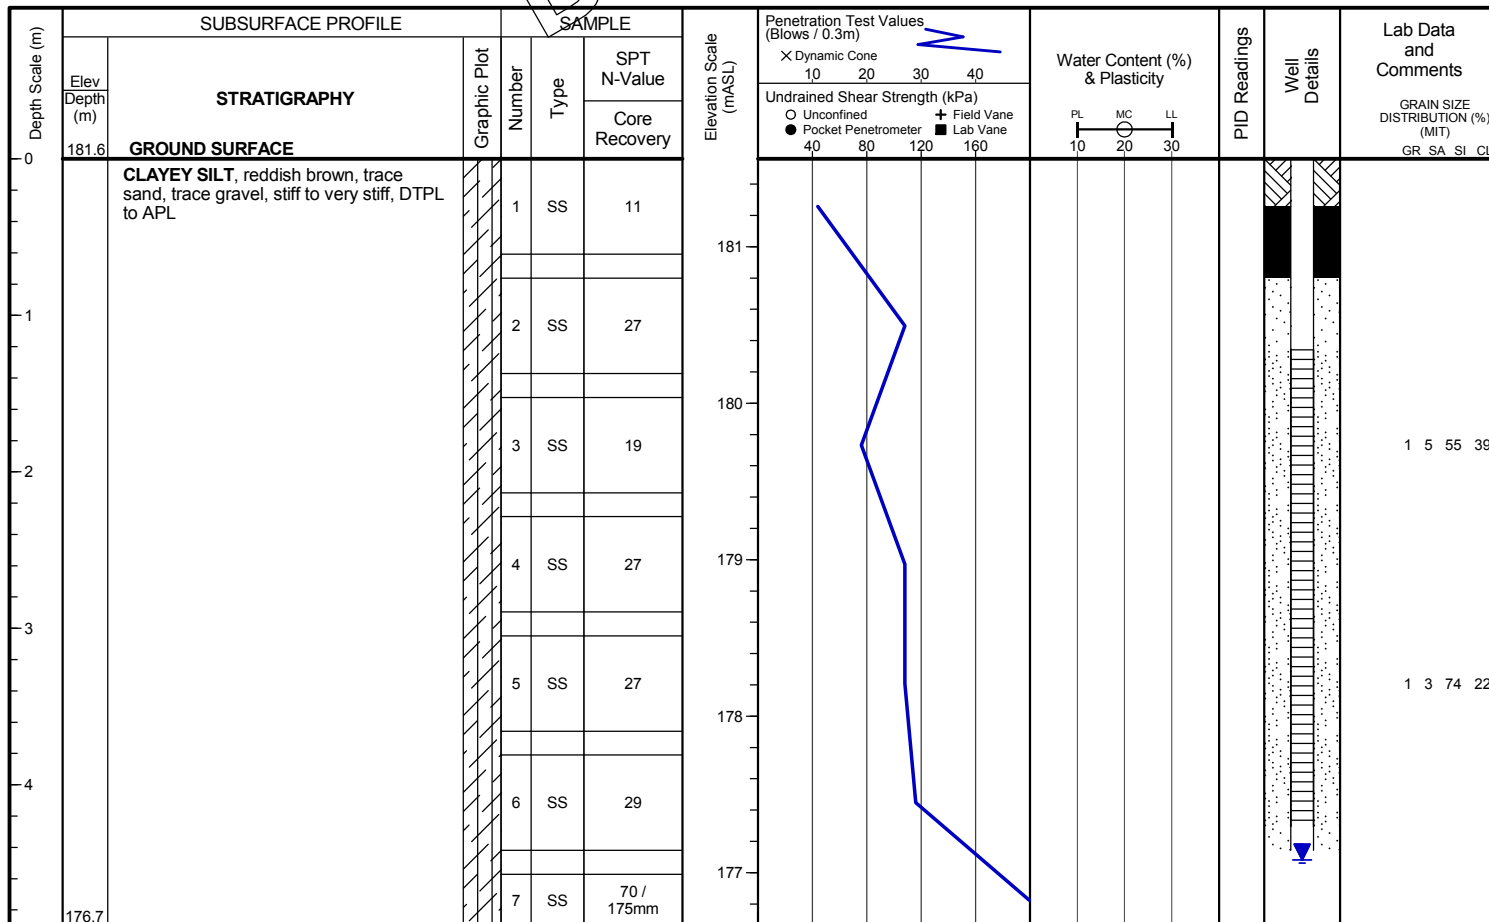 SUBSURFACE PROFILE
SAMPLE
Depth Scale (m)
Elev
Depth
(m)
STRATIGRAPHY
Graphic Plot
Number
Type
SPT
N-Value
Core
Recovery
Elevation Scale
(mASL)
Penetration Test Values
(Blows / 0.3m)
✕ Dynamic Cone
10 20 30 40
Undrained Shear Strength (kPa)
○ Unconfined + Field Vane
● Pocket Penetrometer ■ Lab Vane
40 80 120 160
Water Content (%)
& Plasticity
PL MC LL
10 20 30
PID Readings
Well
Details
Lab Data
and
Comments
GRAIN SIZE
DISTRIBUTION (%)
(MIT)
GR SA SI CL
0
181.6 GROUND SURFACE
CLAYEY SILT, reddish brown, trace
sand, trace gravel, stiff to very stiff, DTPL
to APL
1 SS 11
181
1
2 SS 27
180
3 SS 19
1 5 55 39
2
4 SS 27
179
3
5 SS 27
1 3 74 22
178
4
6 SS 29
177
7 SS 70 /
175mm
176.7